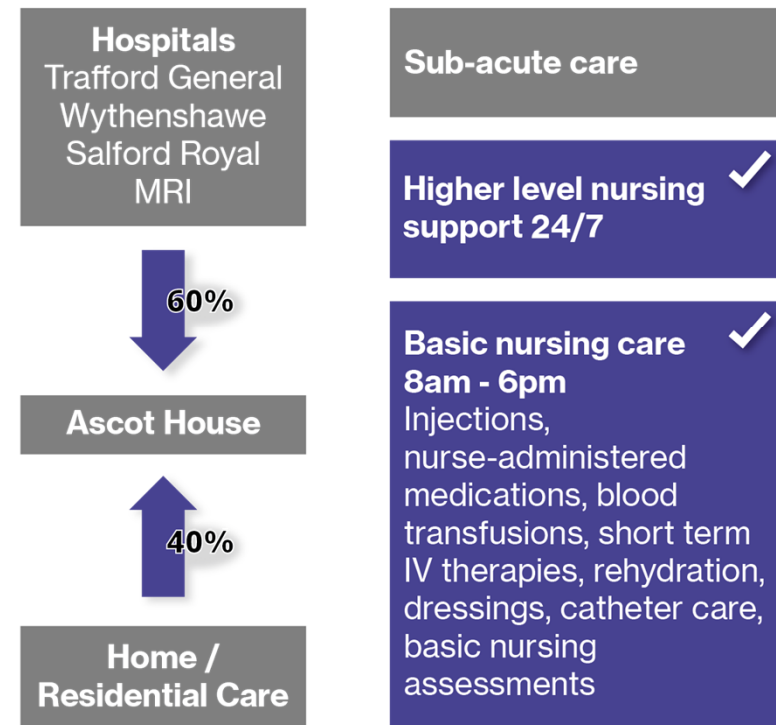 Hospitals
Trafford General
Wythenshawe
Salford Royal
MRI
60%
Ascot House
40%
Home /
Residential Care
Sub-acute care
Higher level nursing
support 24/7
Basic nursing care
8am - 6pm
Injections,
nurse-administered
medications, blood
transfusions, short term
IV therapies, rehydration,
dressings, catheter care,
basic nursing
assessments